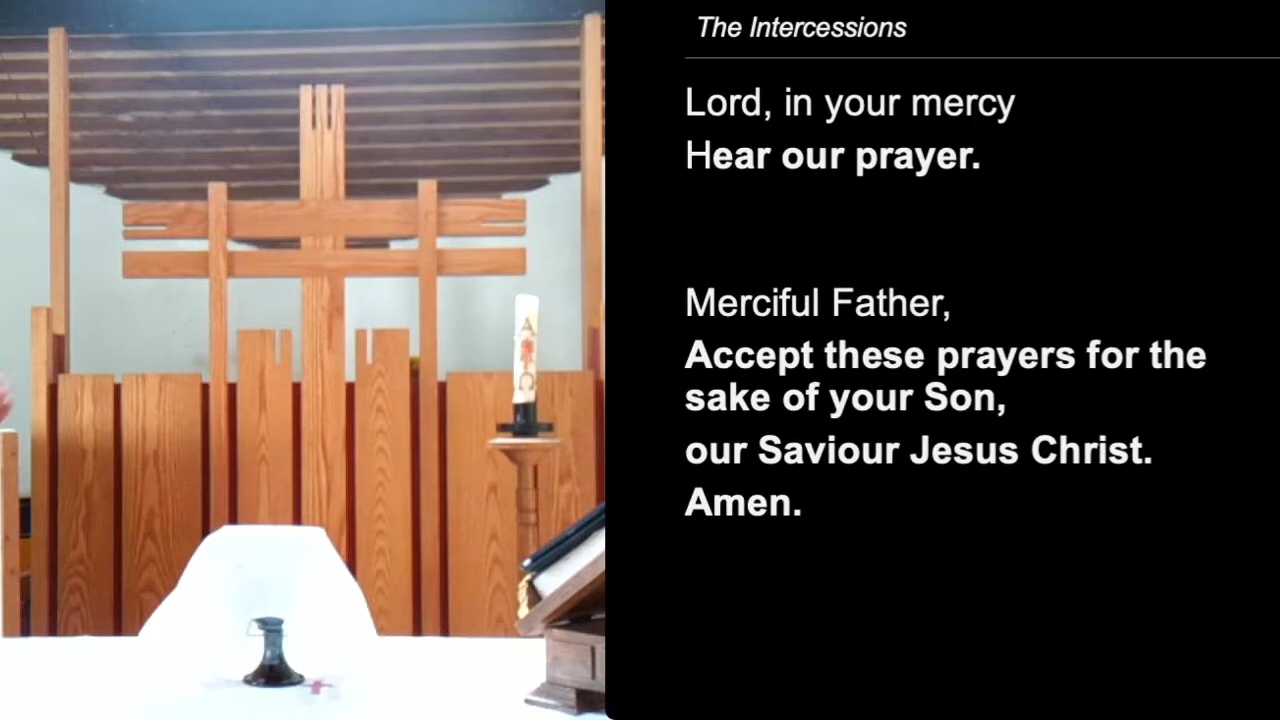 The Intercessions
Lord, in your mercy
Hear our prayer.
Merciful Father,
Accept these prayers for the
sake of your Son,
our Saviour Jesus Christ.
Amen.
Α
Ω